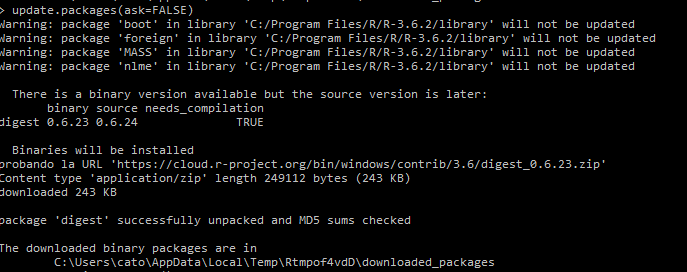 > update.packages(ask=FALSE)
Warning: package 'boot' in library 'C:/Program Files/R/R-3.6.2/library' will not be updated
Warning: package 'foreign' in library 'C:/Program Files/R/R-3.6.2/library' will not be updated
Warning: package 'MASS' in library 'C:/Program Files/R/R-3.6.2/library' will not be updated
Warning: package 'nlme' in library 'C:/Program Files/R/R-3.6.2/library' will not be updated
There is a binary version available but the source version is later:
binary source needs_compilation
digest 0.6.23 0.6.24 TRUE
Binaries will be installed
probando la URL 'https://cloud.r-project.org/bin/windows/contrib/3.6/digest_0.6.23.zip'
Content type 'application/zip' length 249112 bytes (243 KB)
downloaded 243 KB
package 'digest' successfully unpacked and MD5 sums checked
The downloaded binary packages are in
C:\Users\cato\AppData\Local\Temp\Rtmpof4vdD\downloaded_packages